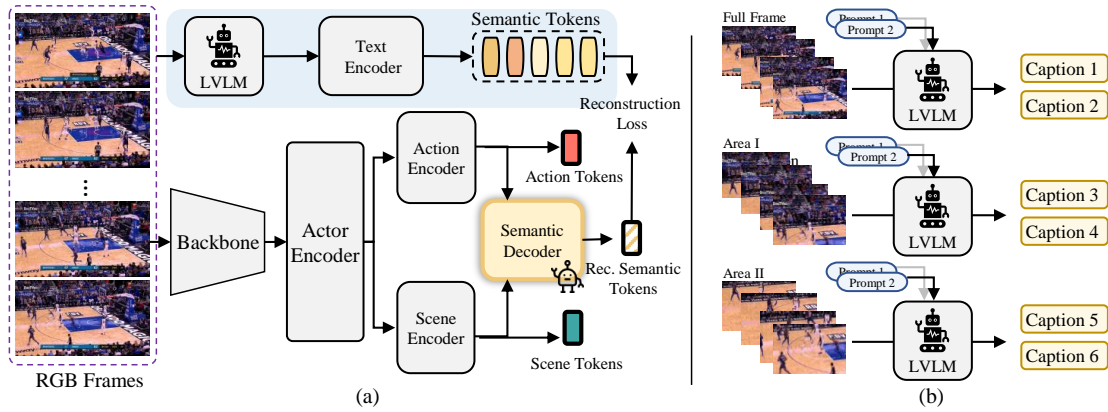 LVLM
Text
Encoder
Semantic Tokens
Reconstruction
Loss
Action
Encoder
Action Tokens
Backbone
Actor
Encoder
Semantic
Decoder
Rec. Semantic
Tokens
Scene
Encoder
Scene Tokens
RGB Frames
(a)
Full Frame
Prompt 1
Prompt 2
LVLM
Caption 1
Caption 2
Area I
Prompt 1
Prompt 2
LVLM
Caption 3
Caption 4
Area II
Prompt 1
Prompt 2
LVLM
Caption 5
Caption 6
(b)